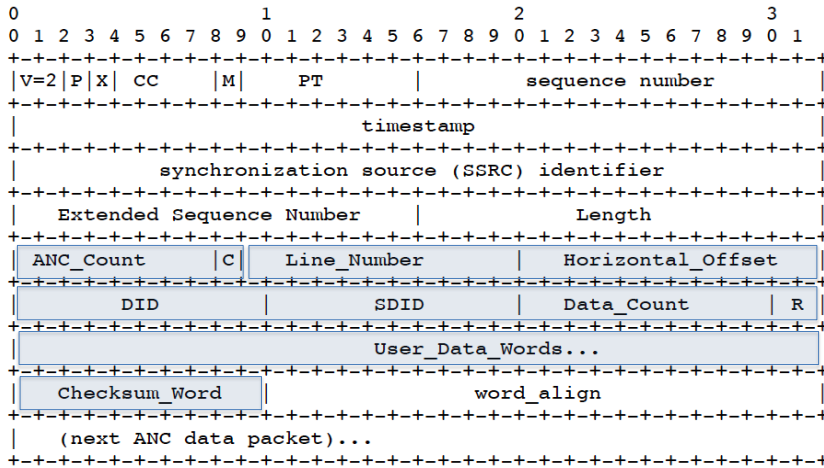 0                   1                   2                   3
0 1 2 3 4 5 6 7 8 9 0 1 2 3 4 5 6 7 8 9 0 1 2 3 4 5 6 7 8 9 0 1
+-+-+-+-+-+-+-+-+-+-+-+-+-+-+-+-+-+-+-+-+-+-+-+-+-+-+-+-+-+-+-+-+
|V=2|P|X| CC |M| PT | sequence number |
+-+-+-+-+-+-+-+-+-+-+-+-+-+-+-+-+-+-+-+-+-+-+-+-+-+-+-+-+-+-+-+-+
| timestamp |
+-+-+-+-+-+-+-+-+-+-+-+-+-+-+-+-+-+-+-+-+-+-+-+-+-+-+-+-+-+-+-+-+
| synchronization source (SSRC) identifier |
+-+-+-+-+-+-+-+-+-+-+-+-+-+-+-+-+-+-+-+-+-+-+-+-+-+-+-+-+-+-+-+-+
| Extended Sequence Number | Length |
+-+-+-+-+-+-+-+-+-+-+-+-+-+-+-+-+-+-+-+-+-+-+-+-+-+-+-+-+-+-+-+-+
| ANC_Count |C| Line_Number | Horizontal_Offset |
+-+-+-+-+-+-+-+-+-+-+-+-+-+-+-+-+-+-+-+-+-+-+-+-+-+-+-+-+-+-+-+-+
| DID | SDID | Data_Count | R |
+-+-+-+-+-+-+-+-+-+-+-+-+-+-+-+-+-+-+-+-+-+-+-+-+-+-+-+-+-+-+-+-+
| User_Data_Words... |
+-+-+-+-+-+-+-+-+-+-+-+-+-+-+-+-+-+-+-+-+-+-+-+-+-+-+-+-+-+-+-+-+
| Checksum_Word | word_align |
+-+-+-+-+-+-+-+-+-+-+-+-+-+-+-+-+-+-+-+-+-+-+-+-+-+-+-+-+-+-+-+-+
| (next ANC data packet)...
+-+-+-+-+-+-+-+-+-+-+-+-+-+-+-+-+-+-+-+-+-+-+-+-+-+-+-+-+-+-+-+-+